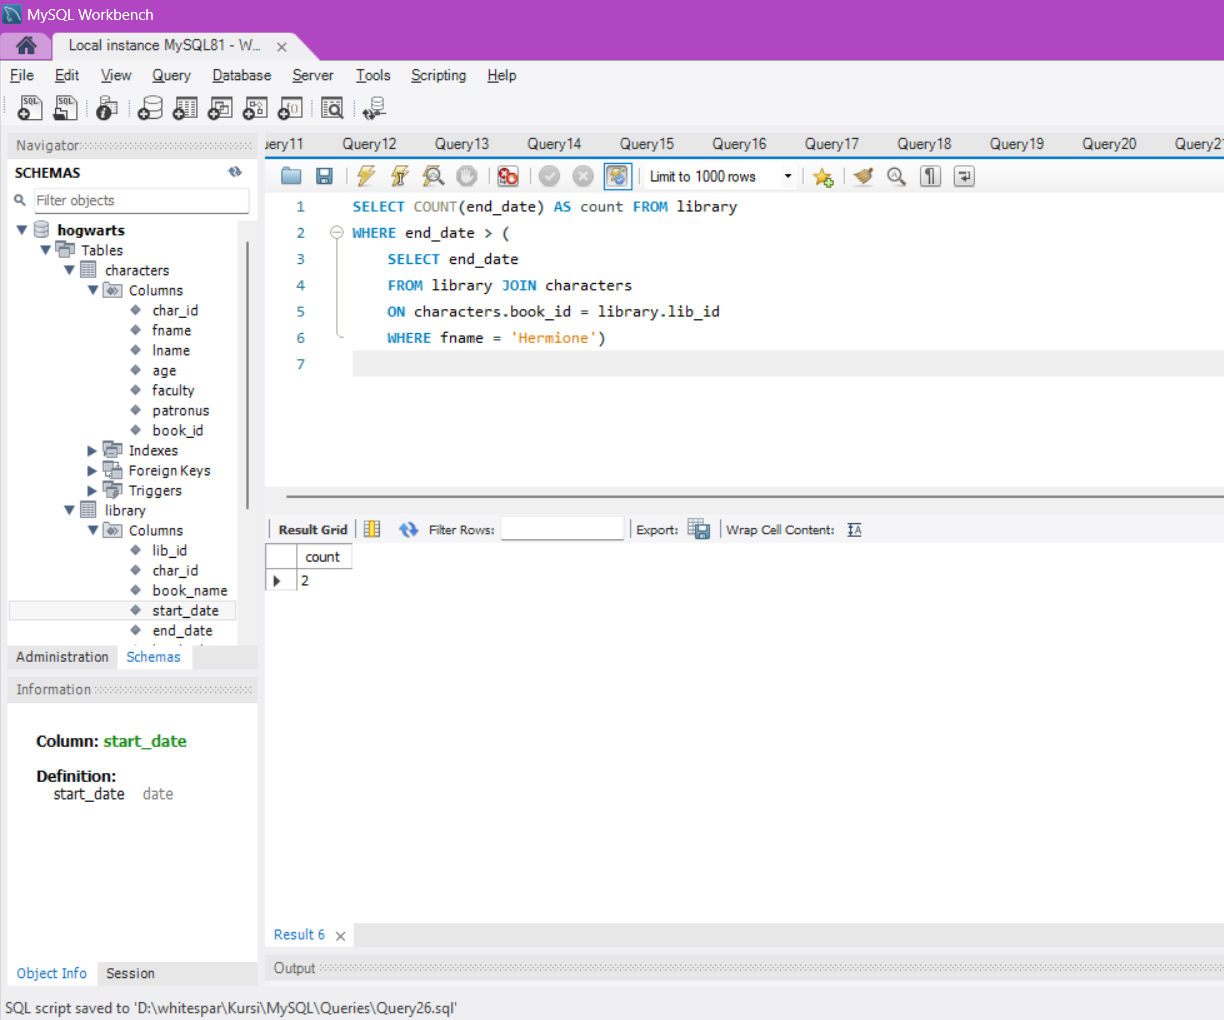 MySQL Workbench
Local instance MySQL81 - W...
File Edit View Query Database Server Tools Scripting Help
Navigator
SCHEMAS
Filter objects
hogwarts
Tables
characters
Columns
char_id
fname
lname
age
faculty
patronus
book_id
Indexes
Foreign Keys
Triggers
library
Columns
lib_id
char_id
book_name
start_date
end_date
Administration Schemas
Information
Column: start_date
Definition:
start_date date
Object Info Session
uery11 Query12 Query13 Query14 Query15 Query16 Query17 Query18 Query19 Query20 Query2
Limit to 1000 rows
1 SELECT COUNT(end_date) AS count FROM library
2 WHERE end_date > (
3 SELECT end_date
4 FROM library JOIN characters
5 ON characters.book_id = library.lib_id
6 WHERE fname = 'Hermione')
7
Result Grid Filter Rows: Export: Wrap Cell Content:
count
2
Result 6
Output
SQL script saved to 'D:\whitespar\Kursi\MySQL\Queries\Query26.sql'